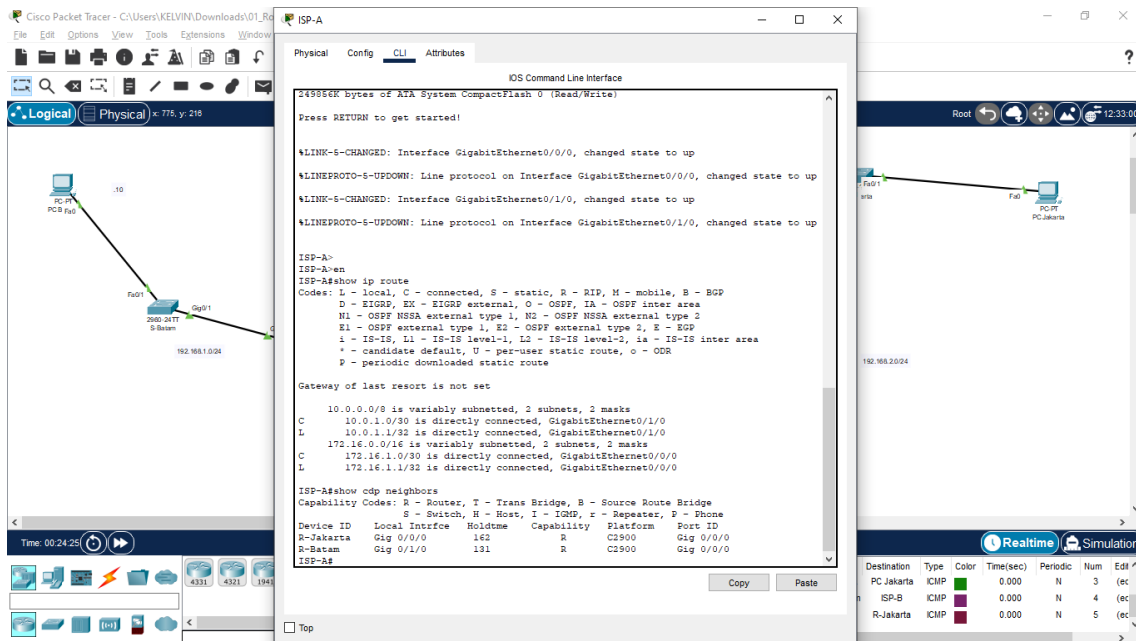 Cisco Packet Tracer - C:\Users\KELVIN\Downloads\01_Ro
File Edit Options View Tools Extensions Window
Logical
Physical
x: 775, y: 216
Root
12:33:00
PC-PT
PC B
Fa0
.10
Fa0/1
2960-24TT
S-Batam
Gig0/1
192.168.1.0/24
ISP-A
Physical Config CLI Attributes
IOS Command Line Interface
249856K bytes of ATA System CompactFlash 0 (Read/Write)
Press RETURN to get started!
%LINK-5-CHANGED: Interface GigabitEthernet0/0/0, changed state to up
%LINEPROTO-5-UPDOWN: Line protocol on Interface GigabitEthernet0/0/0, changed state to up
%LINK-5-CHANGED: Interface GigabitEthernet0/1/0, changed state to up
%LINEPROTO-5-UPDOWN: Line protocol on Interface GigabitEthernet0/1/0, changed state to up
ISP-A>
ISP-A>en
ISP-A#show ip route
Codes: L - local, C - connected, S - static, R - RIP, M - mobile, B - BGP
D - EIGRP, EX - EIGRP external, O - OSPF, IA - OSPF inter area
N1 - OSPF NSSA external type 1, N2 - OSPF NSSA external type 2
E1 - OSPF external type 1, E2 - OSPF external type 2, E - EGP
i - IS-IS, L1 - IS-IS level-1, L2 - IS-IS level-2, ia - IS-IS inter area
* - candidate default, U - per-user static route, o - ODR
P - periodic downloaded static route
Gateway of last resort is not set
10.0.0.0/8 is variably subnetted, 2 subnets, 2 masks
C 10.0.1.0/30 is directly connected, GigabitEthernet0/1/0
L 10.0.1.1/32 is directly connected, GigabitEthernet0/1/0
172.16.0.0/16 is variably subnetted, 2 subnets, 2 masks
C 172.16.1.0/30 is directly connected, GigabitEthernet0/0/0
L 172.16.1.1/32 is directly connected, GigabitEthernet0/0/0
ISP-A#show cdp neighbors
Capability Codes: R - Router, T - Trans Bridge, B - Source Route Bridge
S - Switch, H - Host, I - IGMP, r - Repeater, P - Phone
Device ID Local Intrfce Holdtme Capability Platform Port ID
R-Jakarta Gig 0/0/0 162 R C2900 Gig 0/0/0
R-Batam Gig 0/1/0 131 R C2900 Gig 0/0/0
ISP-A#
Copy Paste
Top
Fa0/1
arta
Fa0
PC-PT
PC Jakarta
192.168.2.0/24
Time: 00:24:25
Realtime
Simulation
4331 4321 1941
Destination Type Color Time(sec) Periodic Num Edit
PC Jakarta ICMP 0.000 N 3 (ec
ISP-B ICMP 0.000 N 4 (ec
R-Jakarta ICMP 0.000 N 5 (ec